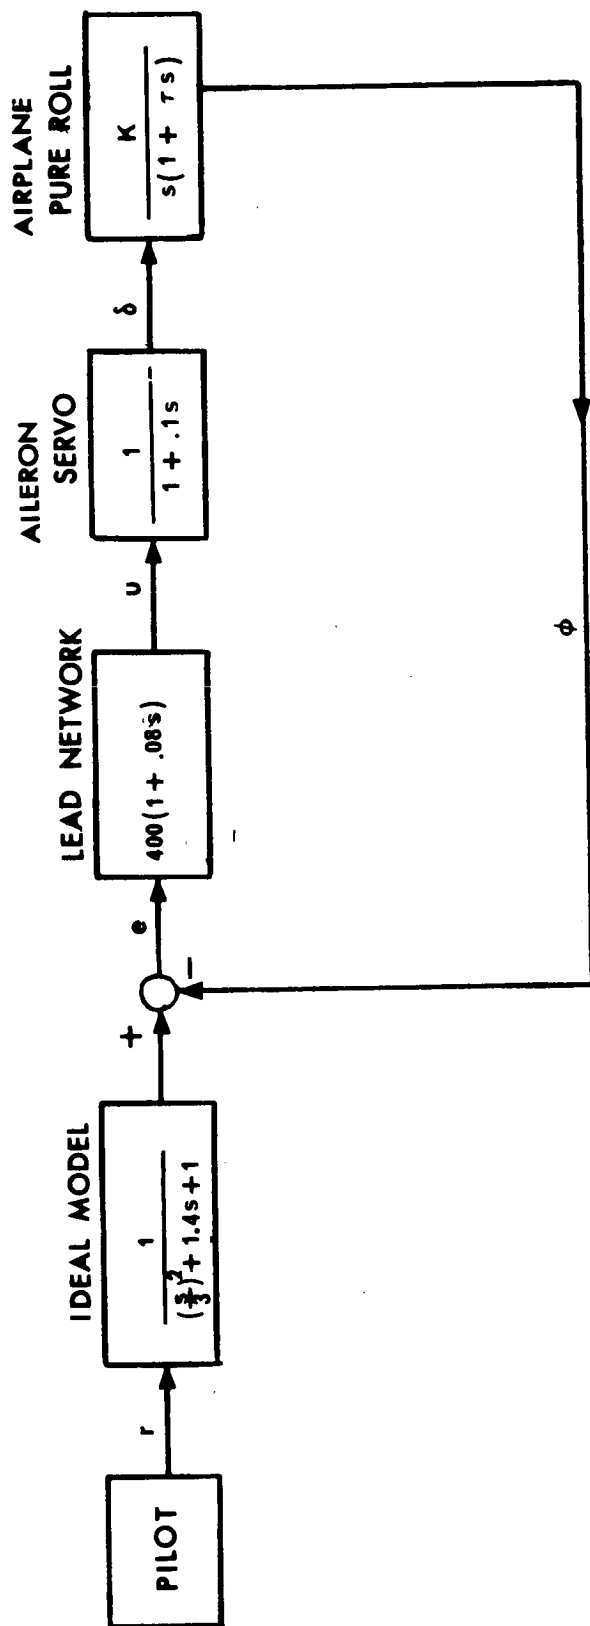 PILOT
r
IDEAL MODEL
1
(s/3)² + 1.4s + 1
+
−
e
LEAD NETWORK
400(1 + .08s)
u
AILERON
SERVO
1
1 + .1s
δ
AIRPLANE
PURE ROLL
K
s(1 + τs)
ϕ